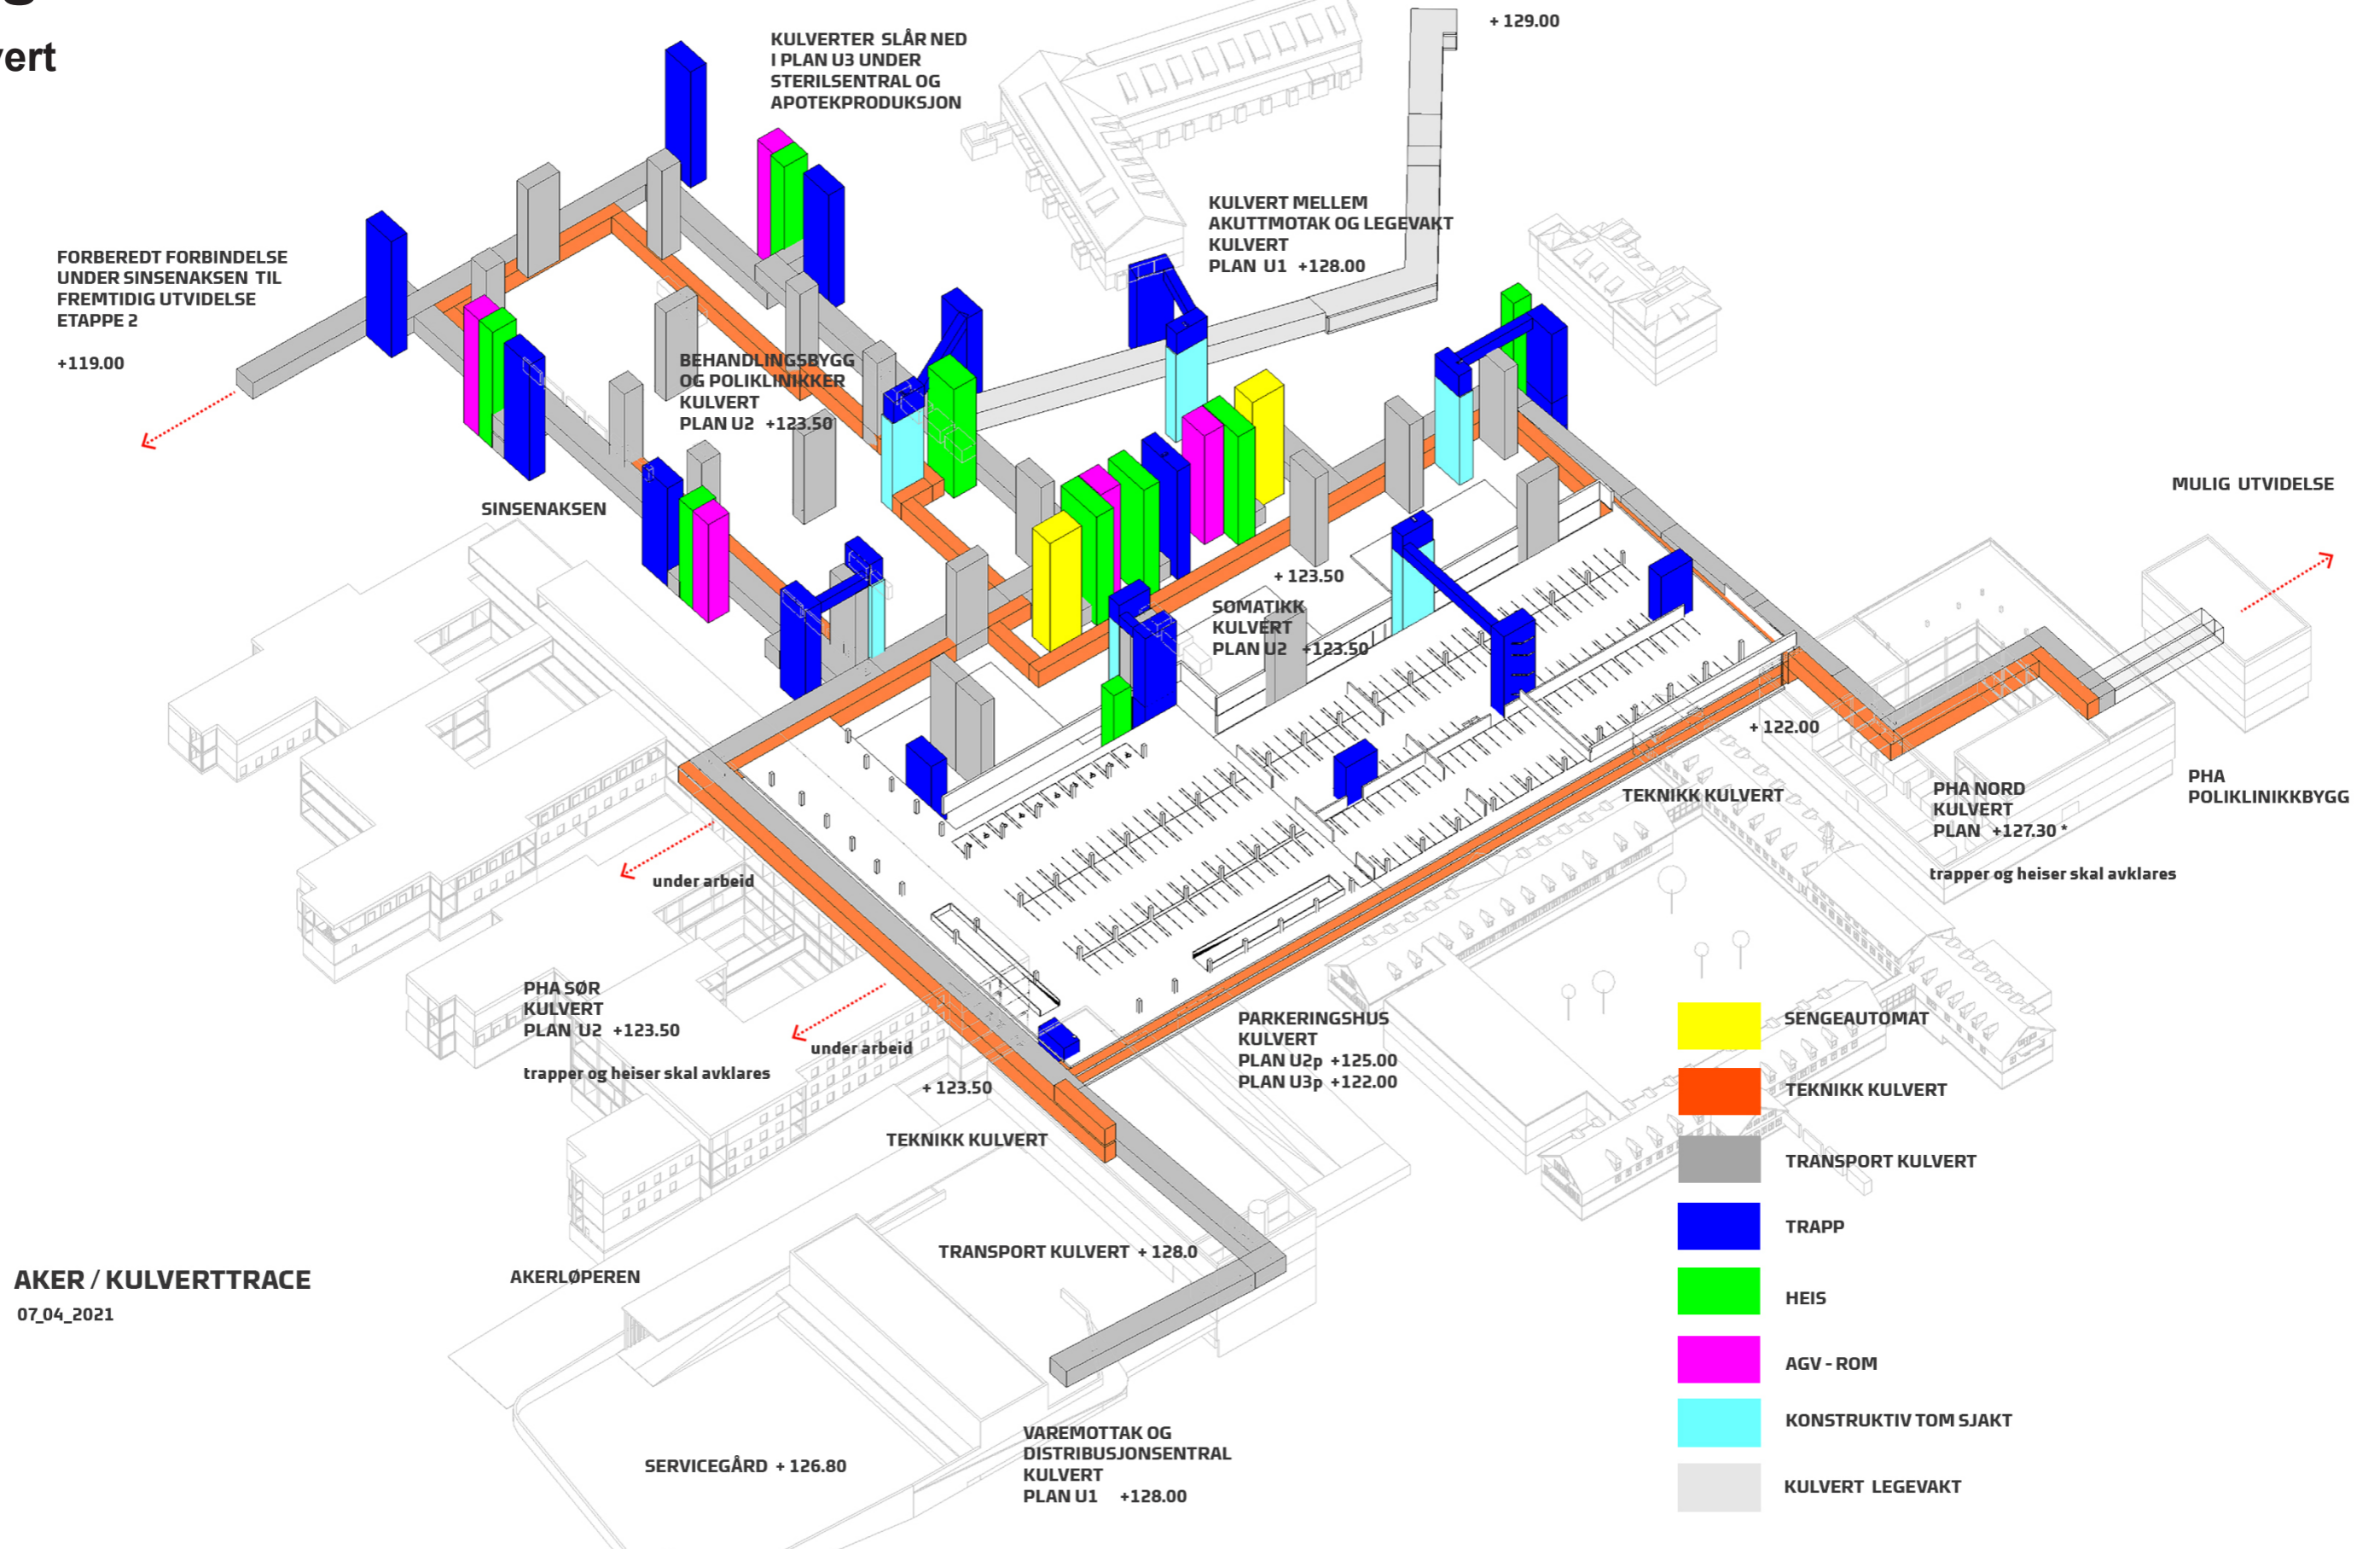 vert
KULVERTER SLÅR NED
I PLAN U3 UNDER
STERILSENTRAL OG
APOTEKPRODUKSJON
+ 129.00
KULVERT MELLEM
AKUTTMOTAK OG LEGEVAKT
KULVERT
PLAN U1 +128.00
FORBEREDT FORBINDELSE
UNDER SINSENAKSEN TIL
FREMTIDIG UTVIDELSE
ETAPPE 2
+119.00
BEHANDLINGSBYGG
OG POLIKLINIKKER
KULVERT
PLAN U2 +123.50
SINSENAKSEN
MULIG UTVIDELSE
+ 123.50
SOMATIKK
KULVERT
PLAN U2 +123.50
+ 122.00
TEKNIKK KULVERT
PHA NORD
KULVERT
PLAN +127.30 *
trapper og heiser skal avklares
PHA
POLIKLINIKKBYGG
under arbeid
PHA SØR
KULVERT
PLAN U2 +123.50
trapper og heiser skal avklares
under arbeid
+ 123.50
TEKNIKK KULVERT
PARKERINGSHUS
KULVERT
PLAN U2p +125.00
PLAN U3p +122.00
TRANSPORT KULVERT + 128.0
AKERLØPEREN
AKER / KULVERTTRACE
07_04_2021
SERVICEGÅRD + 126.80
VAREMOTTAK OG
DISTRIBUSJONSENTRAL
KULVERT
PLAN U1 +128.00
SENGEAUTOMAT
TEKNIKK KULVERT
TRANSPORT KULVERT
TRAPP
HEIS
AGV - ROM
KONSTRUKTIV TOM SJAKT
KULVERT LEGEVAKT